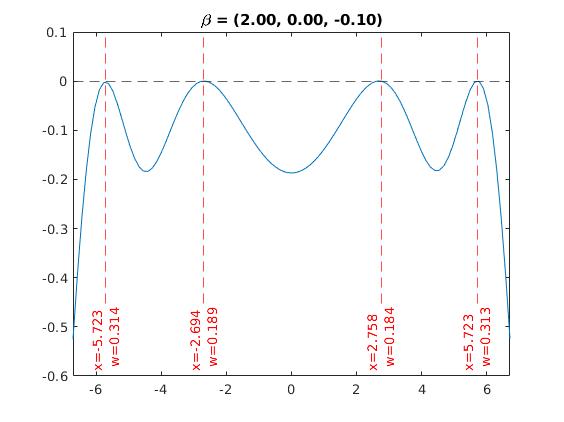 β = (2.00, 0.00, -0.10)
0.1
0
-0.1
-0.2
-0.3
-0.4
-0.5
-0.6
x=-5.723
w=0.314
x=-2.694
w=0.189
x=2.758
w=0.184
x=5.723
w=0.313
-6
-4
-2
0
2
4
6